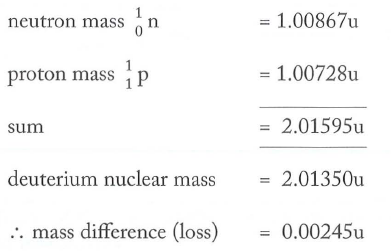 neutron mass ¹₀n = 1.00867u
proton mass ¹₁p = 1.00728u
sum = 2.01595u
deuterium nuclear mass = 2.01350u
∴ mass difference (loss) = 0.00245u